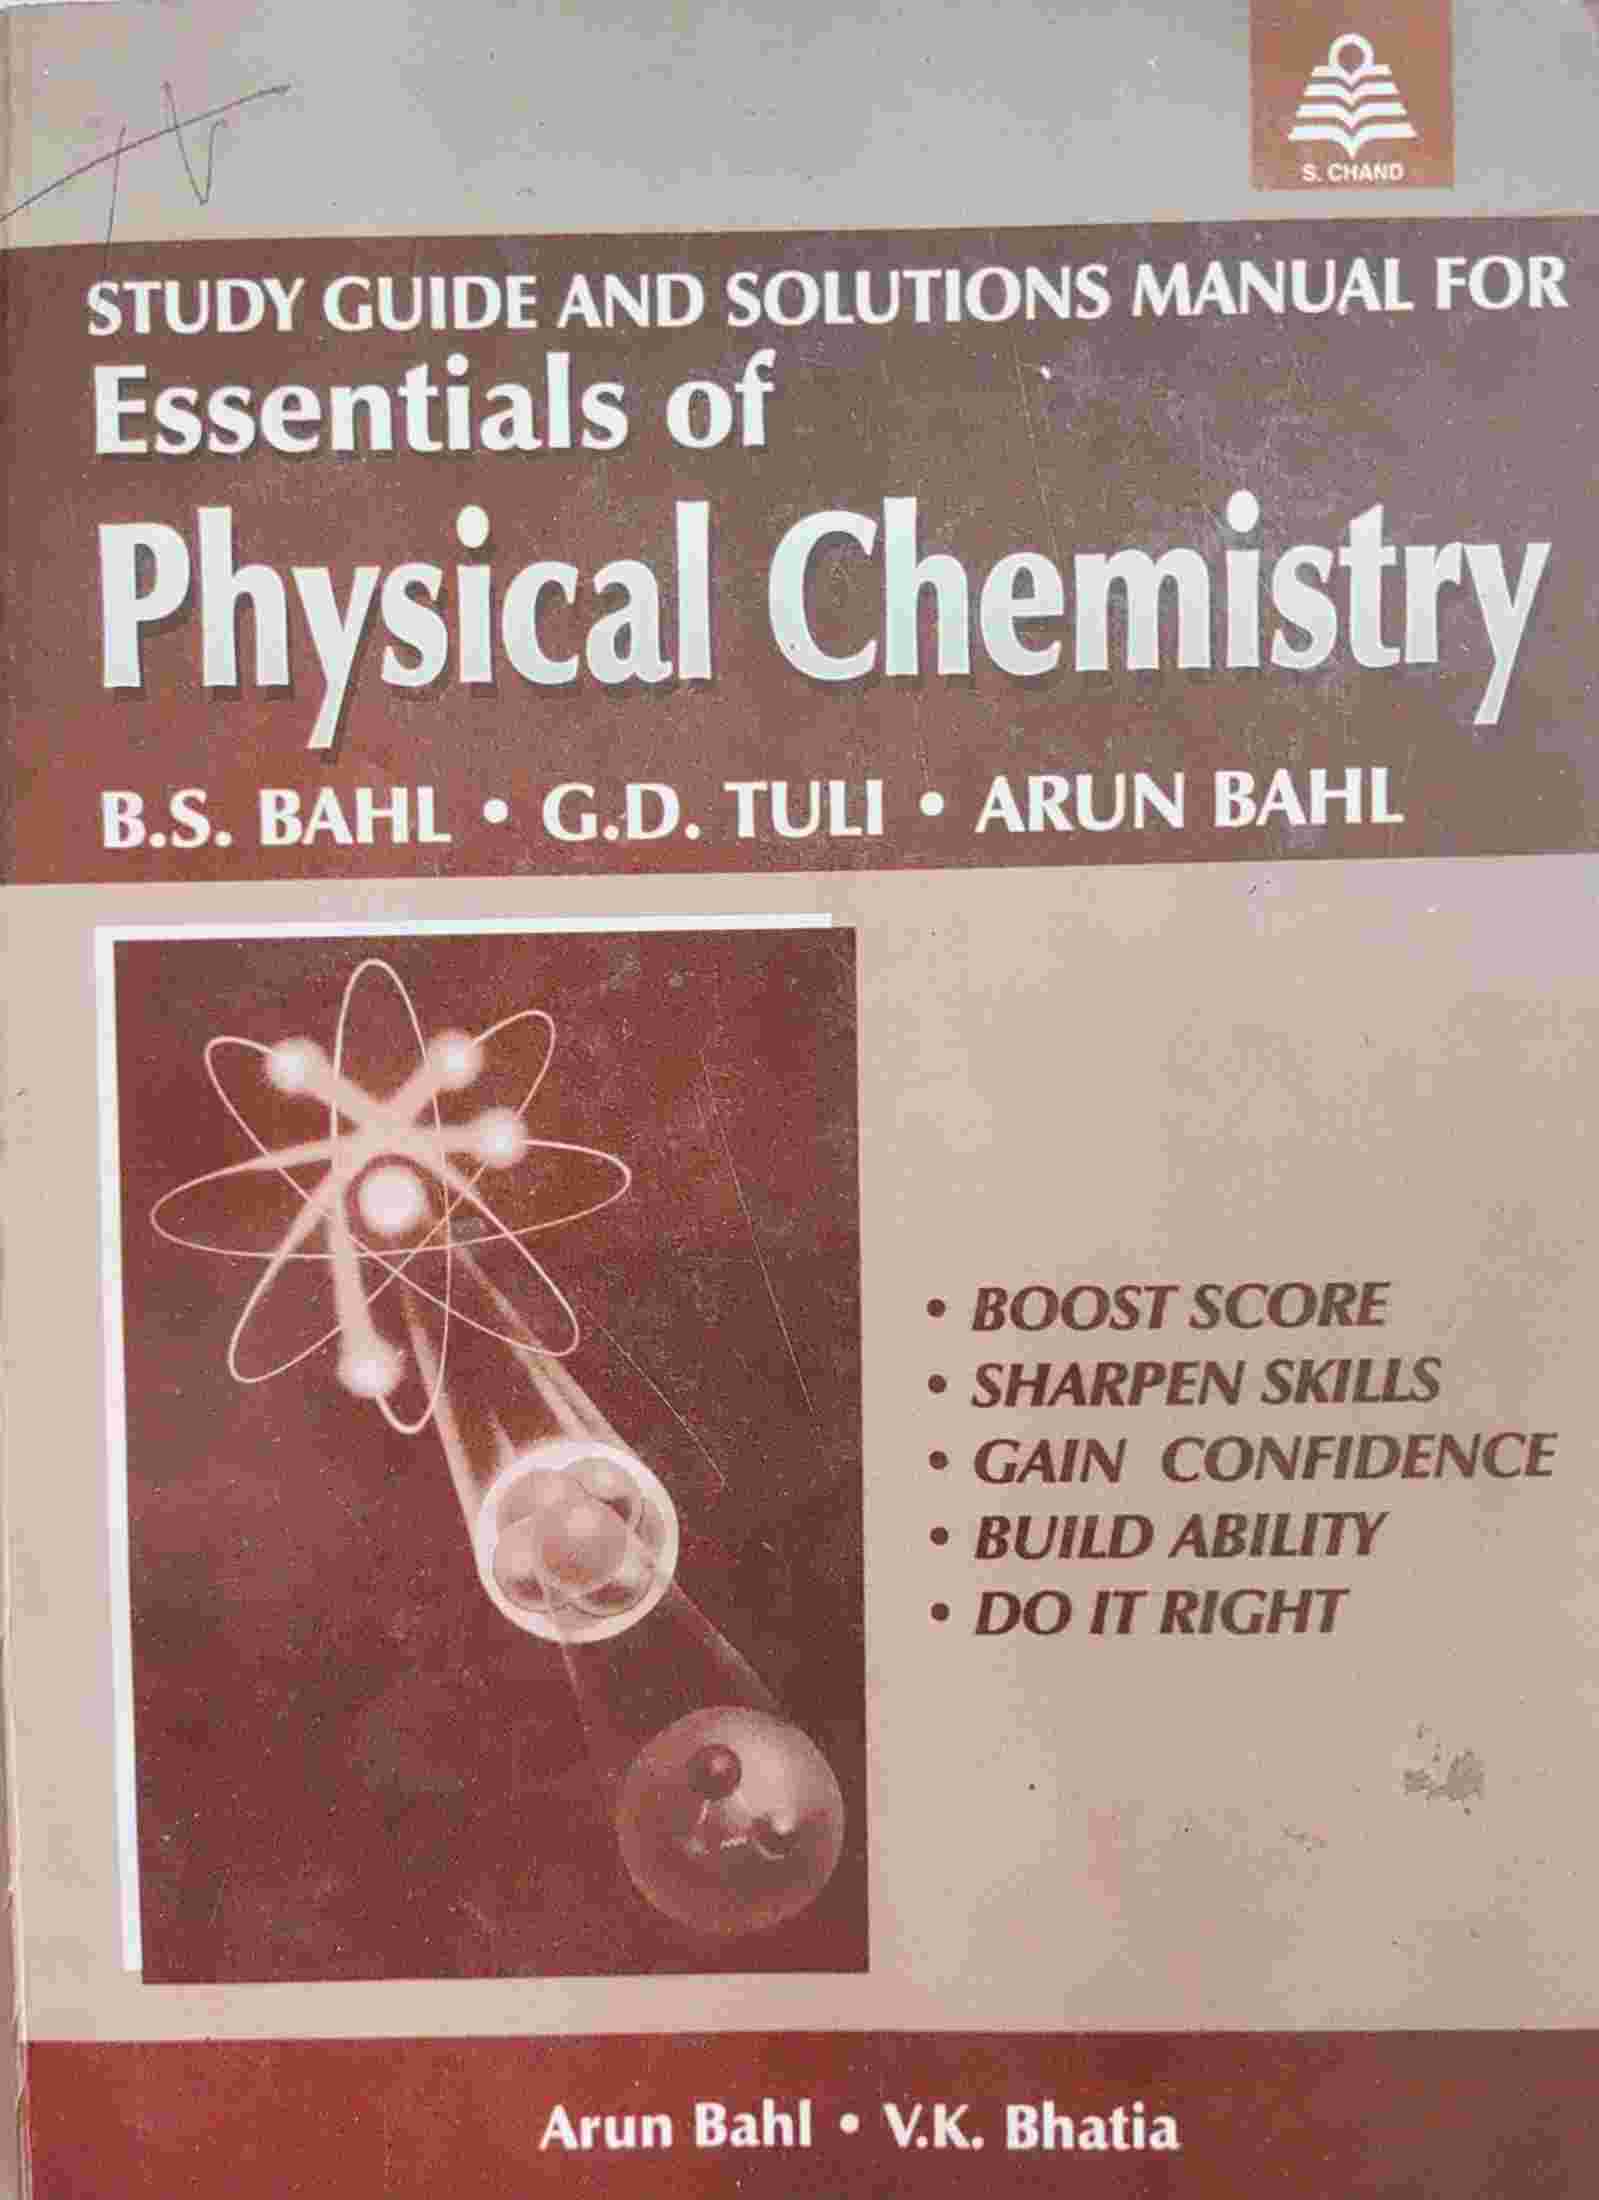 S. CHAND
STUDY GUIDE AND SOLUTIONS MANUAL FOR
Essentials of
Physical Chemistry
B.S. BAHL • G.D. TULI • ARUN BAHL
• BOOST SCORE
• SHARPEN SKILLS
• GAIN CONFIDENCE
• BUILD ABILITY
• DO IT RIGHT
Arun Bahl • V.K. Bhatia